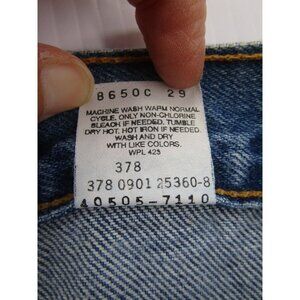 8650C 29
MACHINE WASH WARM NORMAL
CYCLE. ONLY NON-CHLORINE
BLEACH IF NEEDED. TUMBLE
DRY HOT. HOT IRON IF NEEDED.
WASH AND DRY
WITH LIKE COLORS.
WPL 423
378
378 0901 25360-8
40505-7110